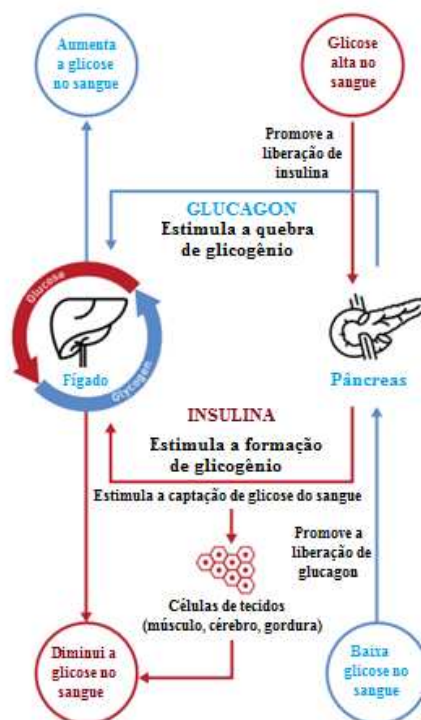 Aumenta
a glicose
no sangue
Glicose
alta no
sangue
Promove a
liberação de
insulina
GLUCAGON
Estimula a quebra
de glicogênio
Glucose
Glycogen
Fígado
Pâncreas
INSULINA
Estimula a formação
de glicogênio
Estimula a captação de glicose do sangue
Promove a
liberação de
glucagon
Células de tecidos
(músculo, cérebro, gordura)
Diminui a
glicose no
sangue
Baixa
glicose no
sangue